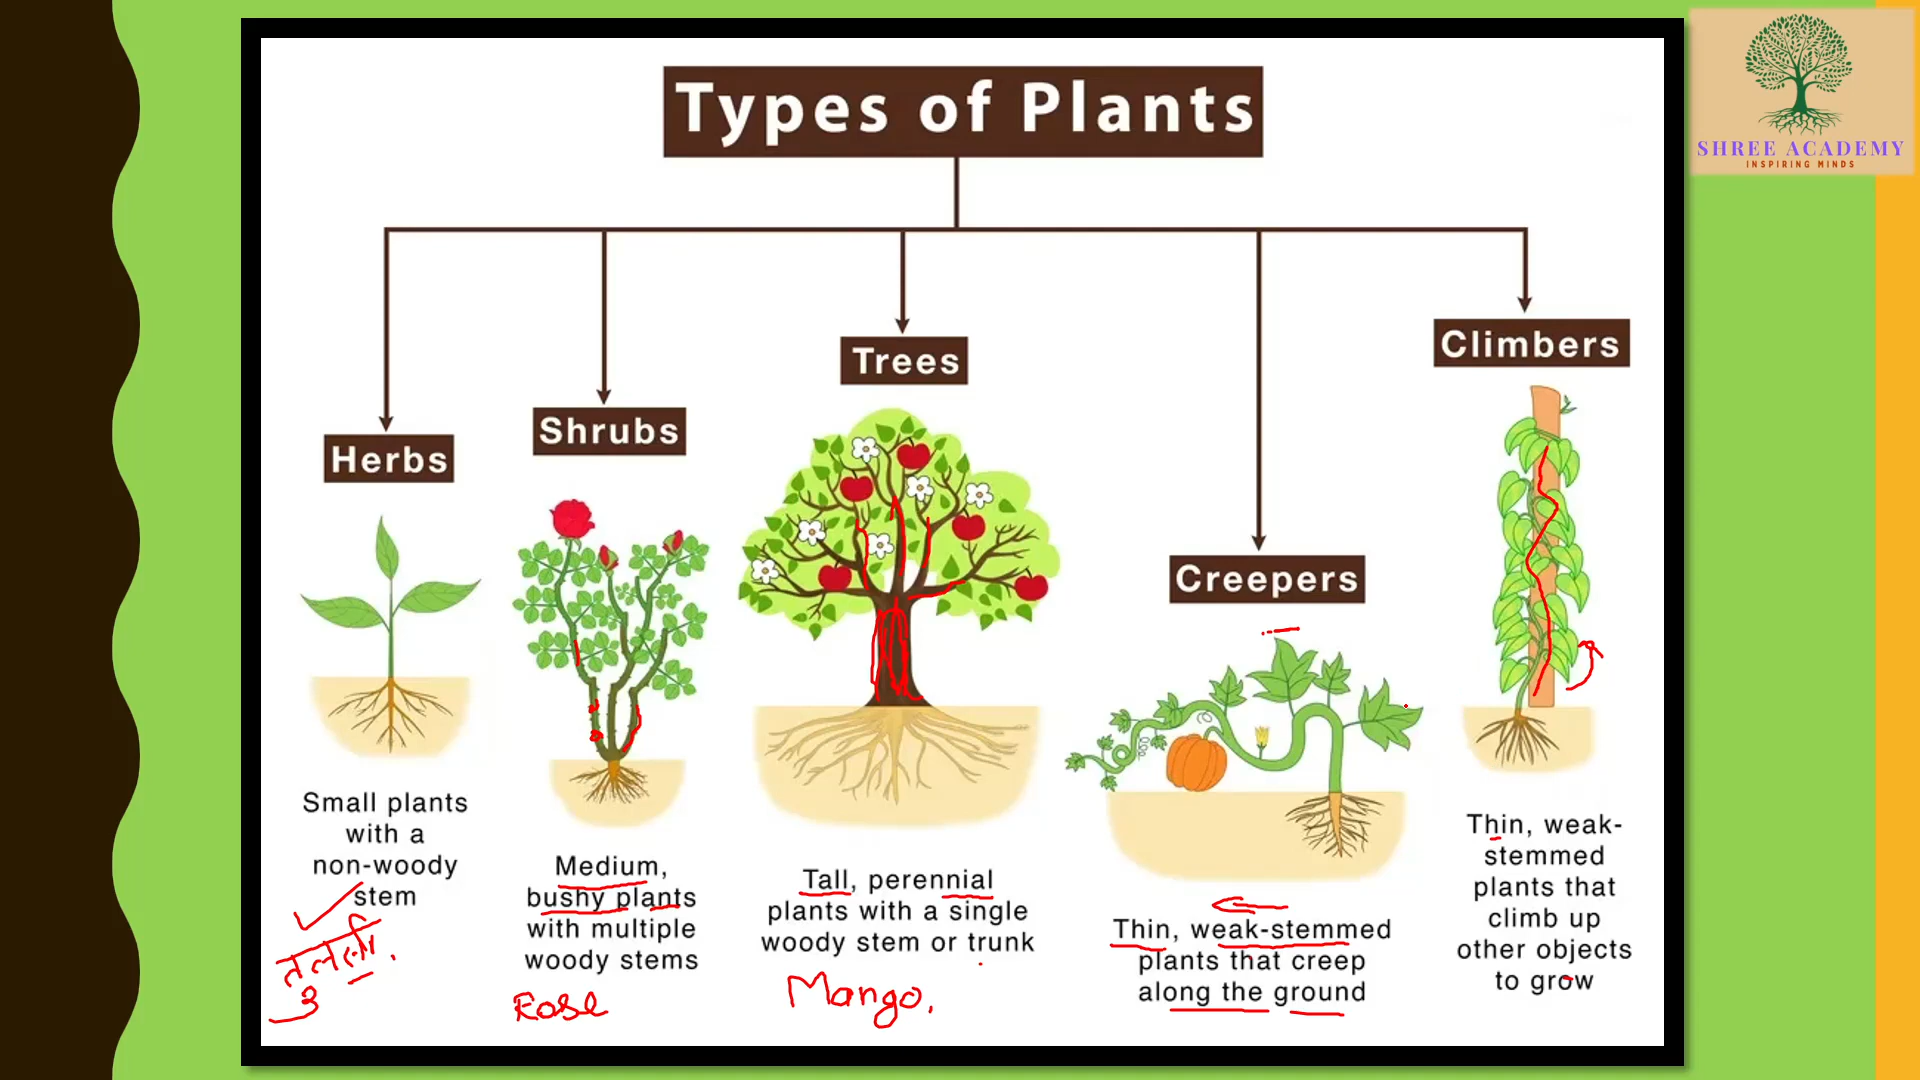 Types of Plants
SHREE ACADEMY
INSPIRING MINDS
Herbs
Small plants
with a
non-woody
stem
Shrubs
Medium,
bushy plants
with multiple
woody stems
Rose
Trees
Tall, perennial
plants with a single
woody stem or trunk
Mango,
Creepers
Thin, weak-stemmed
plants that creep
along the ground
Climbers
Thin, weak-
stemmed
plants that
climb up
other objects
to grow